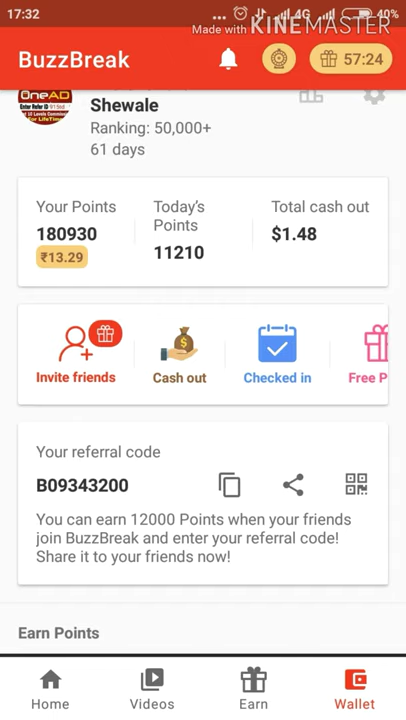 17:32
4G
40%
Made with KINEMASTER
BuzzBreak
57:24
OneAD
Shewale
Ranking: 50,000+
61 days
Your Points
Today's Points
Total cash out
180930
11210
$1.48
₹13.29
Invite friends
Cash out
Checked in
Free P
Your referral code
B09343200
You can earn 12000 Points when your friends
join BuzzBreak and enter your referral code!
Share it to your friends now!
Earn Points
Home
Videos
Earn
Wallet